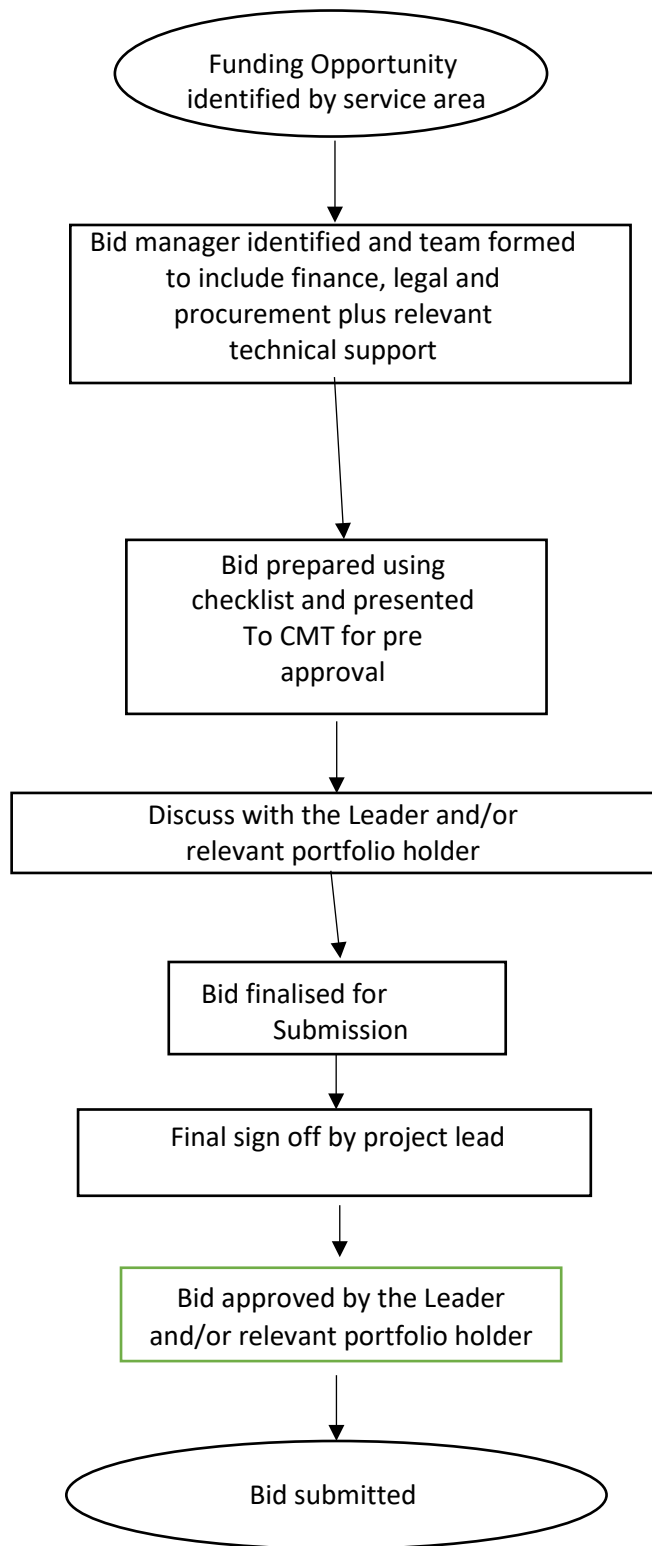 Funding Opportunity
identified by service area
Bid manager identified and team formed
to include finance, legal and
procurement plus relevant
technical support
Bid prepared using
checklist and presented
To CMT for pre
approval
Discuss with the Leader and/or
relevant portfolio holder
Bid finalised for
Submission
Final sign off by project lead
Bid approved by the Leader
and/or relevant portfolio holder
Bid submitted